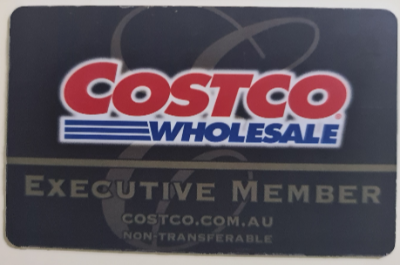 COSTCO
WHOLESALE
EXECUTIVE MEMBER
COSTCO.COM.AU
NON-TRANSFERABLE